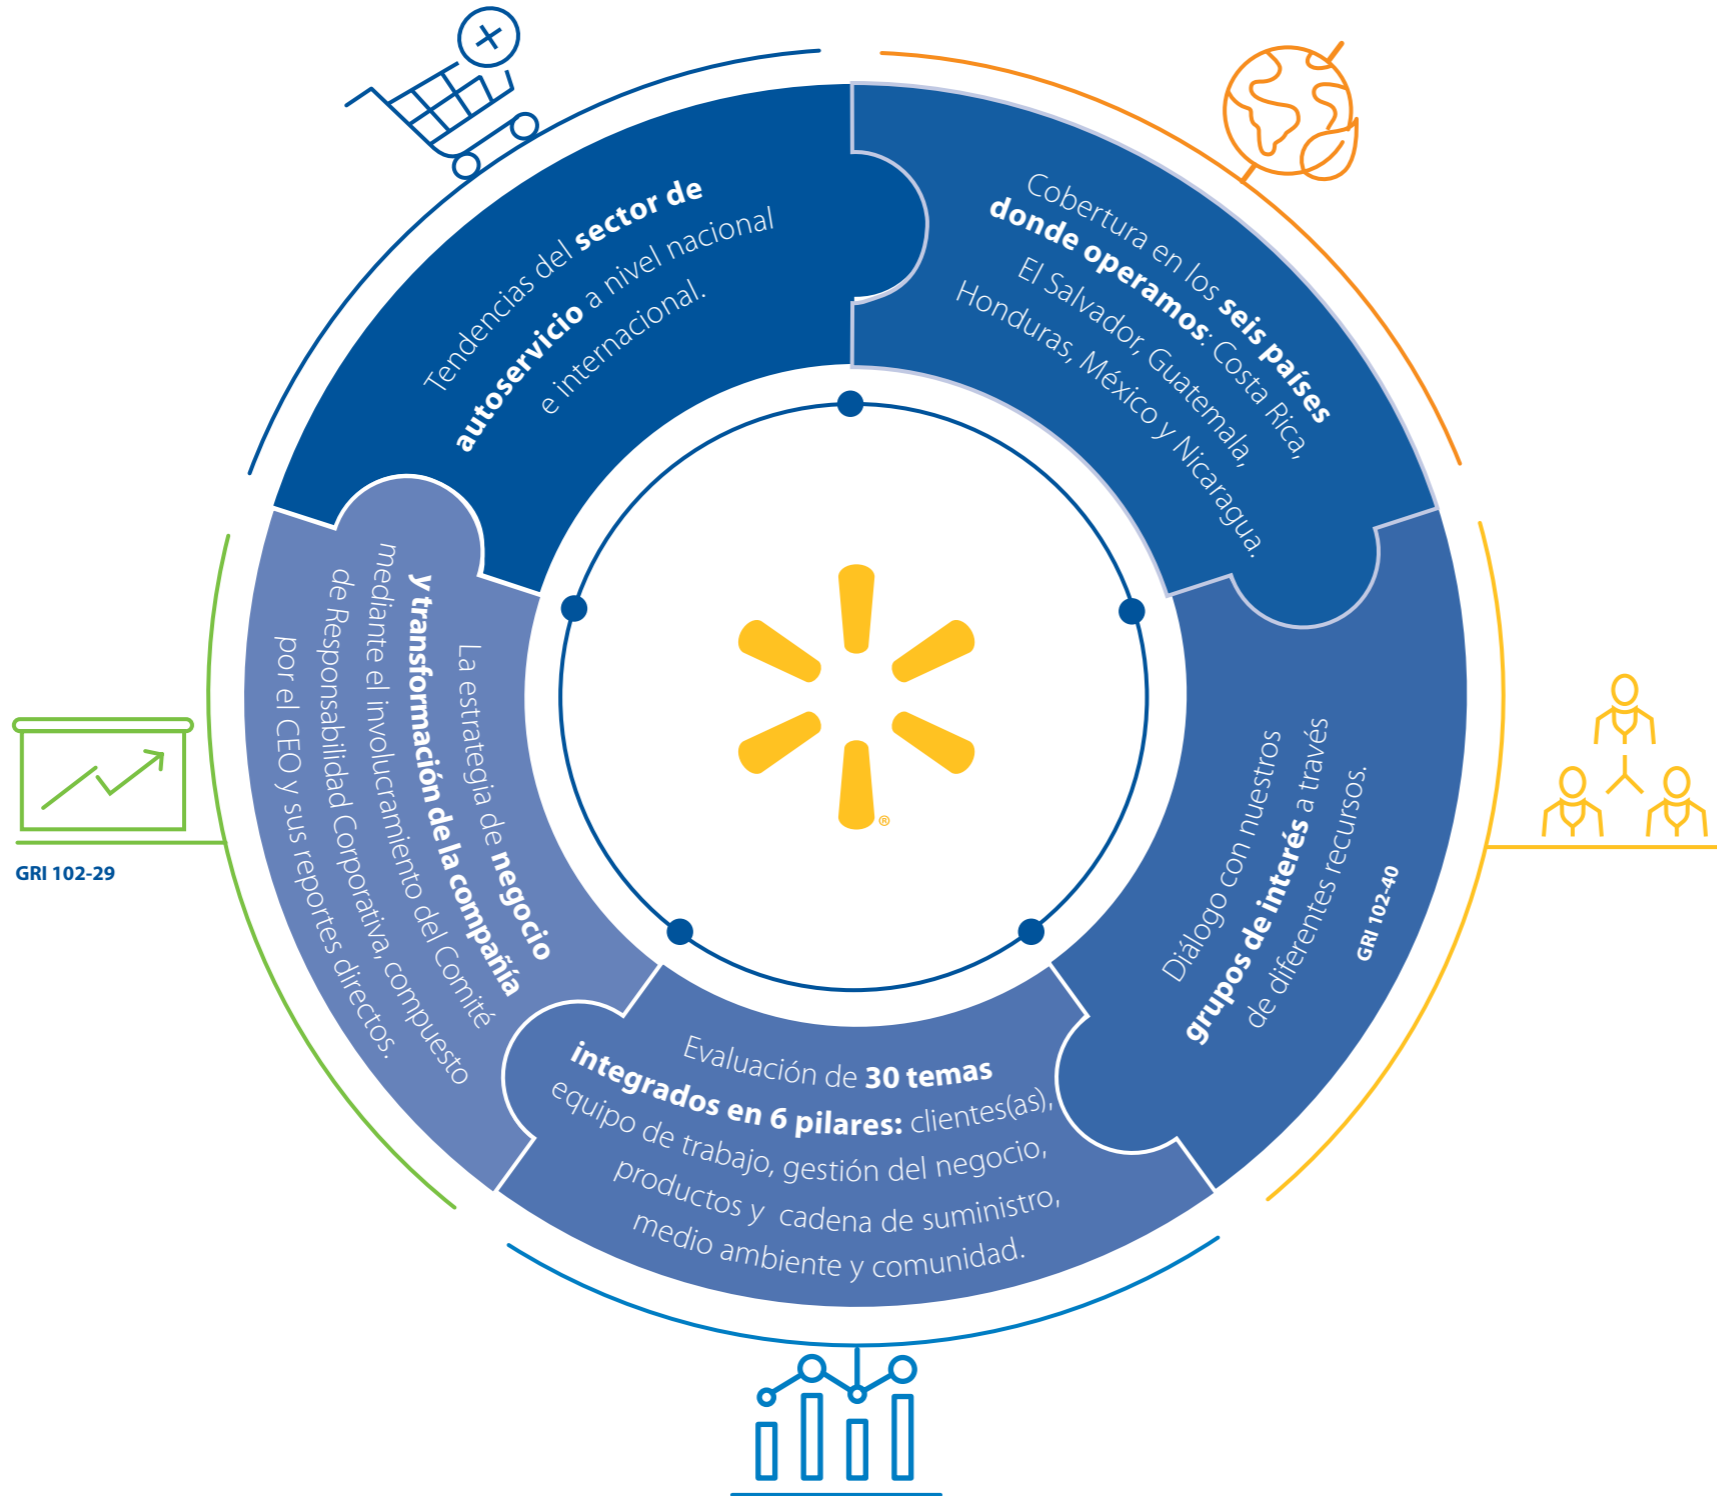 Tendencias del sector de
autoservicio a nivel nacional
e internacional.
Cobertura en los seis países
donde operamos: Costa Rica,
El Salvador, Guatemala,
Honduras, México y Nicaragua.
Diálogo con nuestros
grupos de interés a través
de diferentes recursos.
GRI 102-40
Evaluación de 30 temas
integrados en 6 pilares: clientes(as),
equipo de trabajo, gestión del negocio,
productos y cadena de suministro,
medio ambiente y comunidad.
La estrategia de negocio
y transformación de la compañía
mediante el involucramiento del Comité
de Responsabilidad Corporativa, compuesto
por el CEO y sus reportes directos.
GRI 102-29
®